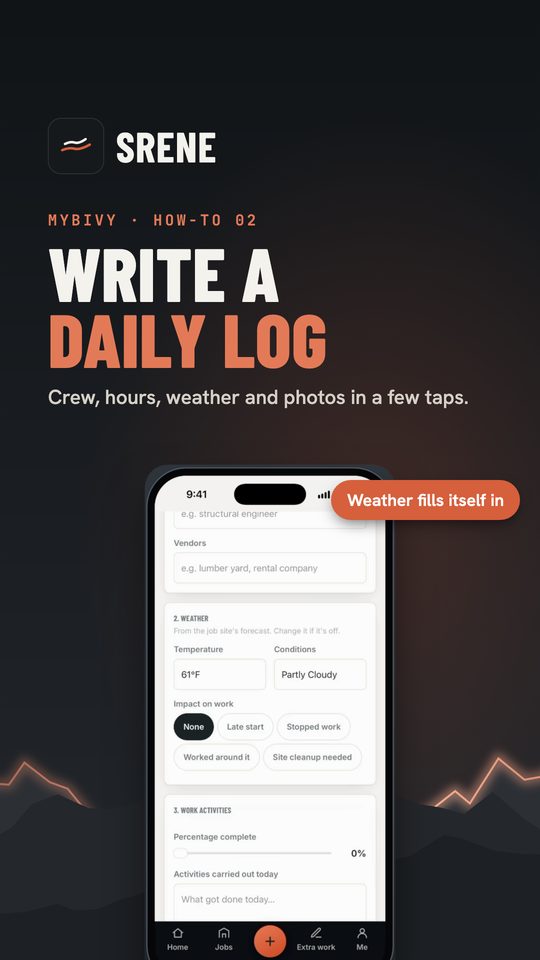 SRENE
MYBIVY · HOW-TO 02
WRITE A
DAILY LOG
Crew, hours, weather and photos in a few taps.
9:41
Weather fills itself in
e.g. structural engineer
Vendors
e.g. lumber yard, rental company
2. WEATHER
From the job site's forecast. Change it if it's off.
Temperature Conditions
61°F Partly Cloudy
Impact on work
None Late start Stopped work
Worked around it Site cleanup needed
3. WORK ACTIVITIES
Percentage complete
0%
Activities carried out today
What got done today...
Home Jobs + Extra work Me